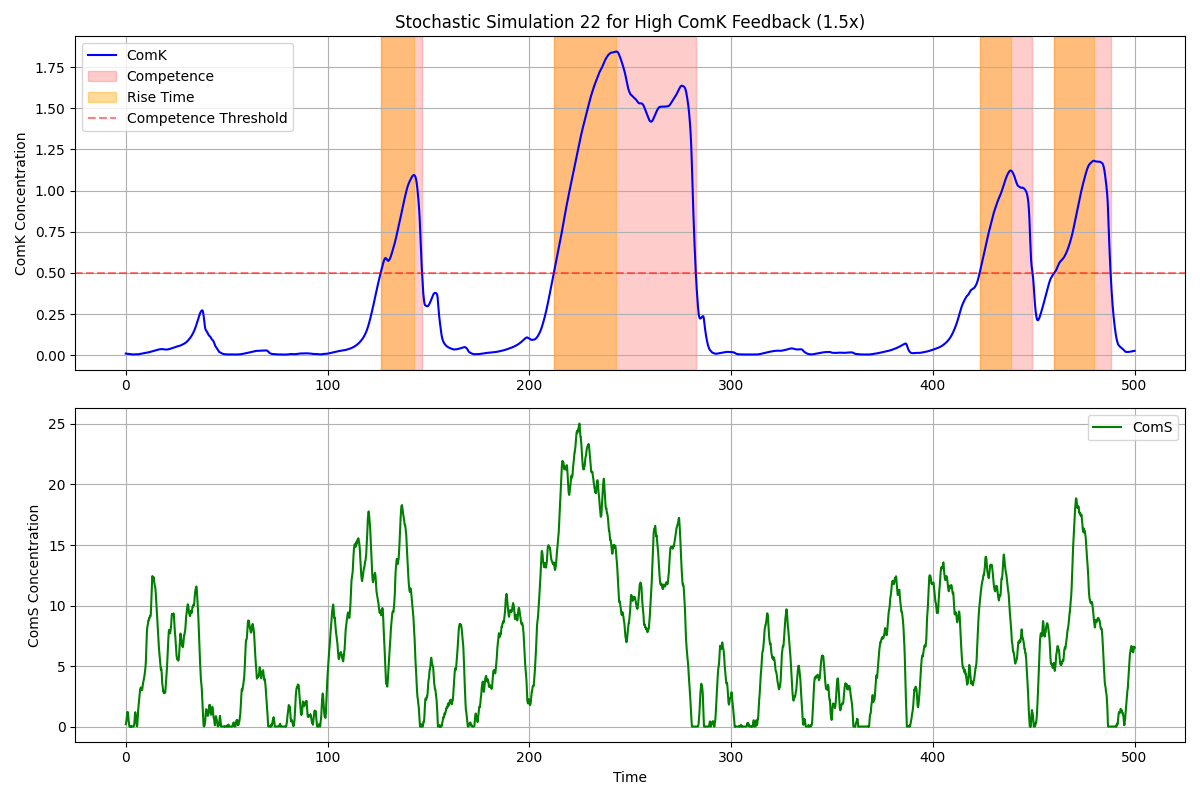 Stochastic Simulation 22 for High ComK Feedback (1.5x)
ComK Concentration
1.75
1.50
1.25
1.00
0.75
0.50
0.25
0.00
ComK
Competence
Rise Time
Competence Threshold
0 100 200 300 400 500
ComS Concentration
25
20
15
10
5
0
ComS
0 100 200 300 400 500
Time